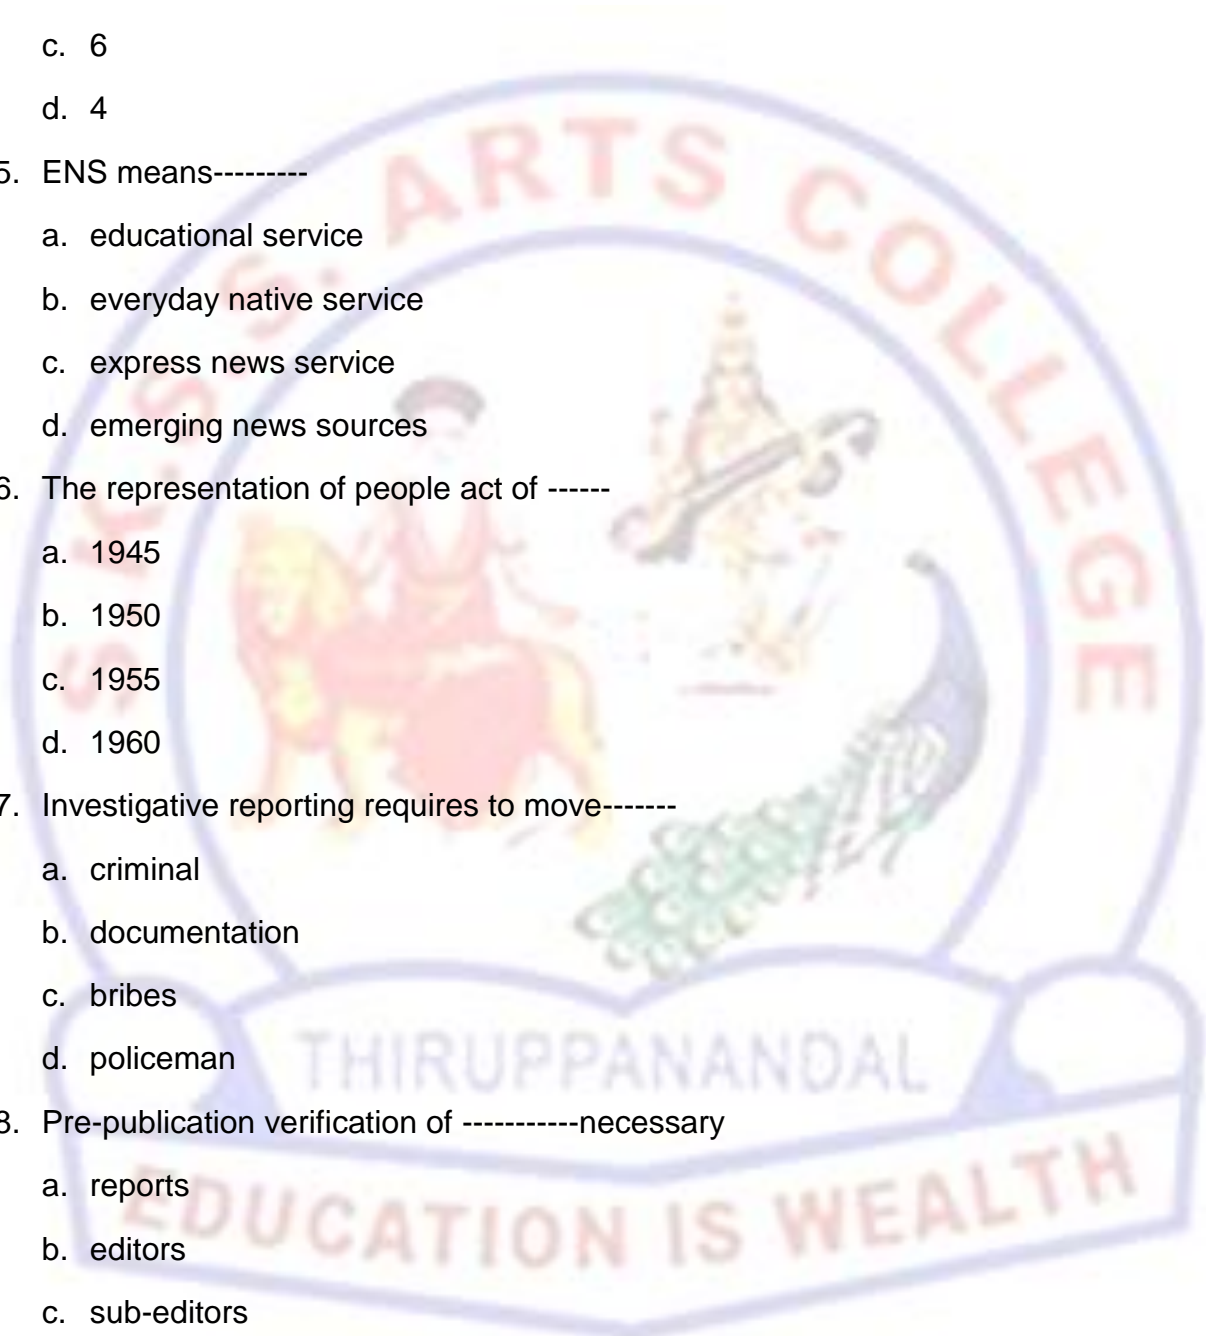 c. 6
d. 4
5. ENS means---------
a. educational service
b. everyday native service
c. express news service
d. emerging news sources
6. The representation of people act of ------
a. 1945
b. 1950
c. 1955
d. 1960
7. Investigative reporting requires to move-------
a. criminal
b. documentation
c. bribes
d. policeman
8. Pre-publication verification of -----------necessary
a. reports
b. editors
c. sub-editors
S.K.S.S. ARTS COLLEGE
THIRUPPANANDAL
EDUCATION IS WEALTH